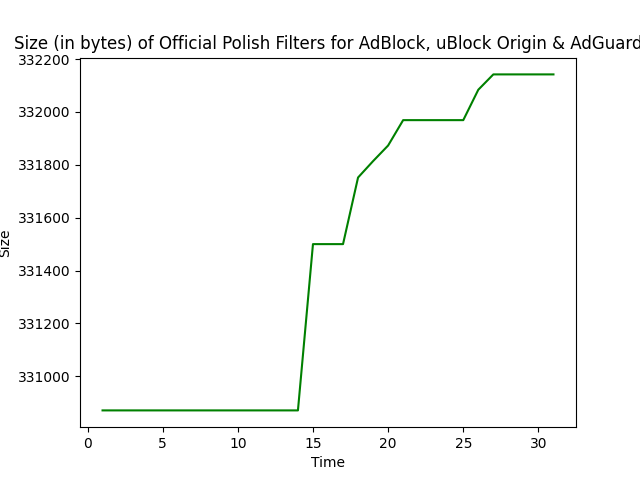 Size (in bytes) of Official Polish Filters for AdBlock, uBlock Origin & AdGuard
332200
332000
331800
331600
331400
331200
331000
Size
0 5 10 15 20 25 30
Time